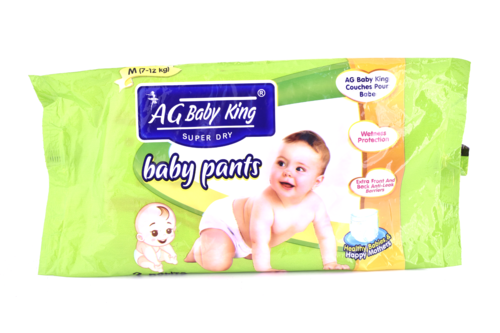 M (7-12 kg)
AG Baby King ®
SUPER DRY
baby pants
AG Baby King
Couches Pour
Bebe
Wetness
Protection
Extra Front And
Back Anti-Leak
Barriers
Healthy Babies &
Happy Mothers